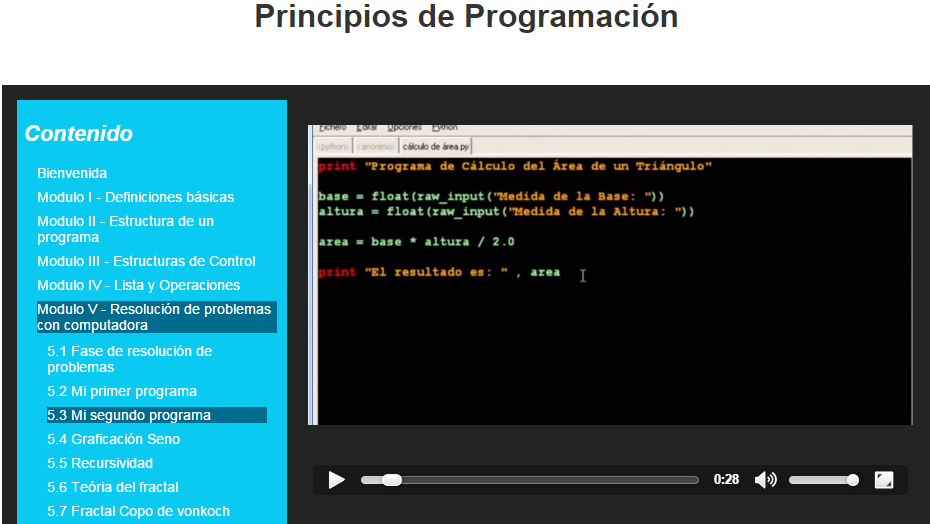 Principios de Programación
Contenido
Bienvenida
Modulo I - Definiciones básicas
Modulo II - Estructura de un
programa
Modulo III - Estructuras de Control
Modulo IV - Lista y Operaciones
Modulo V - Resolución de problemas
con computadora
5.1 Fase de resolución de
problemas
5.2 Mi primer programa
5.3 Mi segundo programa
5.4 Graficación Seno
5.5 Recursividad
5.6 Teória del fractal
5.7 Fractal Copo de vonkoch
Fichero Editar Opciones Python
<python> <anónimo> cálculo de área.py
print "Programa de Cálculo del Área de un Triángulo"
base = float(raw_input("Medida de la Base: "))
altura = float(raw_input("Medida de la Altura: "))
area = base * altura / 2.0
print "El resultado es: " , area
0:28